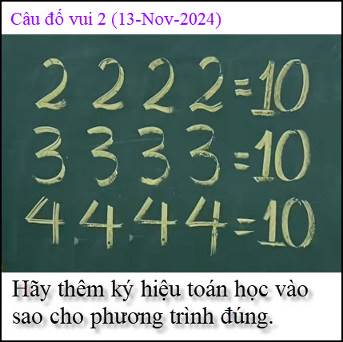 Câu đố vui 2 (13-Nov-2024)
2 2 2 2 = 10
3 3 3 3 = 10
4 4 4 4 = 10
Hãy thêm ký hiệu toán học vào
sao cho phương trình đúng.